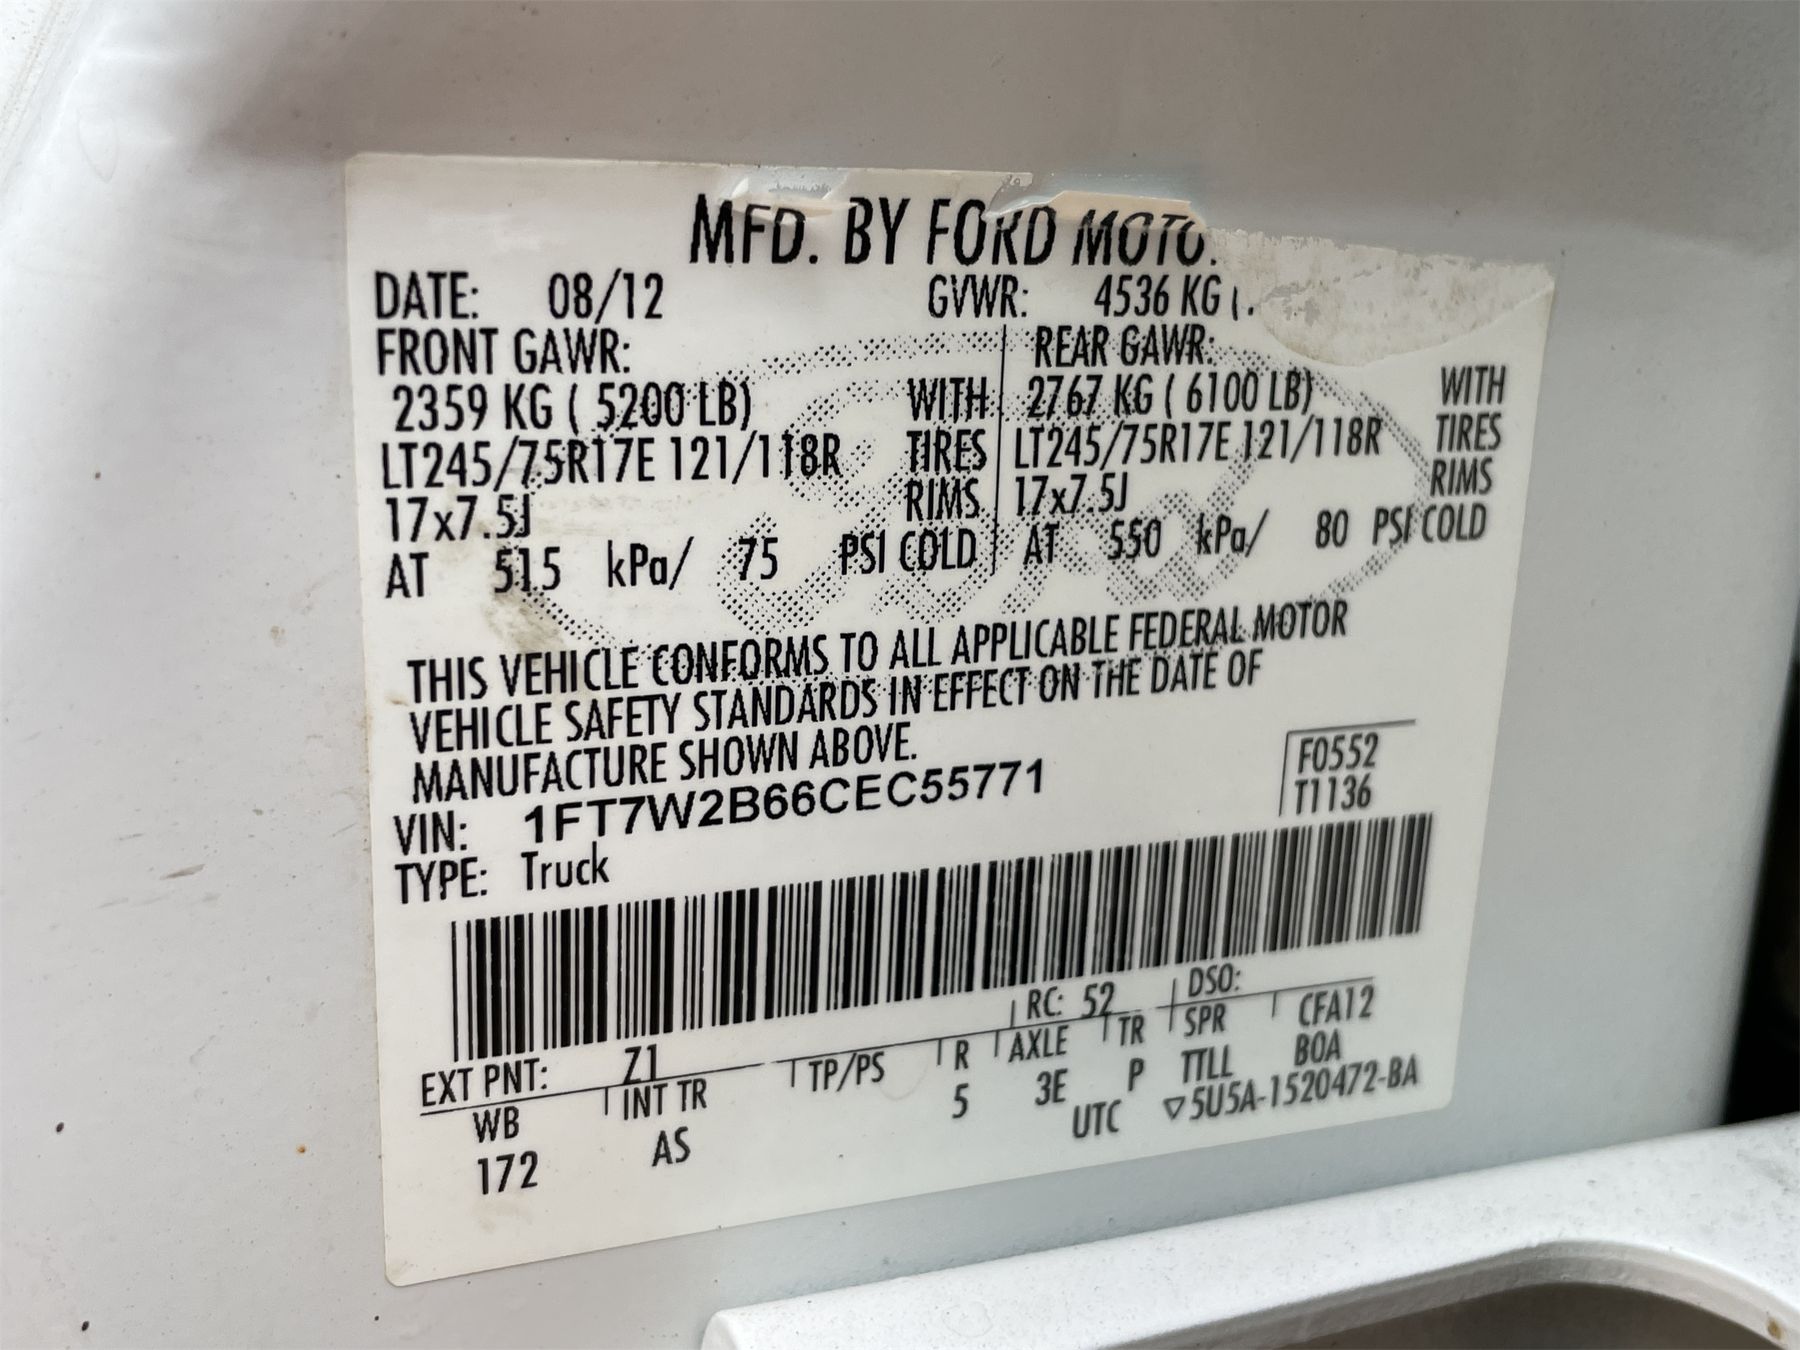 MFD. BY FORD MOTO
DATE: 08/12 GVWR: 4536 KG (
FRONT GAWR: REAR GAWR:
2359 KG ( 5200 LB) WITH 2767 KG ( 6100 LB) WITH
LT245/75R17E 121/118R TIRES LT245/75R17E 121/118R TIRES
17x7.5J RIMS 17x7.5J RIMS
AT 515 kPa/ 75 PSI COLD AT 550 kPa/ 80 PSI COLD
THIS VEHICLE CONFORMS TO ALL APPLICABLE FEDERAL MOTOR
VEHICLE SAFETY STANDARDS IN EFFECT ON THE DATE OF
MANUFACTURE SHOWN ABOVE.
F0552
VIN: 1FT7W2B66CEC55771 T1136
TYPE: Truck
EXT PNT: Z1 RC: 52 DSO:
WB INT TR TP/PS R AXLE TR SPR CFA12
172 AS 5 3E P TTLL BOA
UTC ▽5U5A-1520472-BA